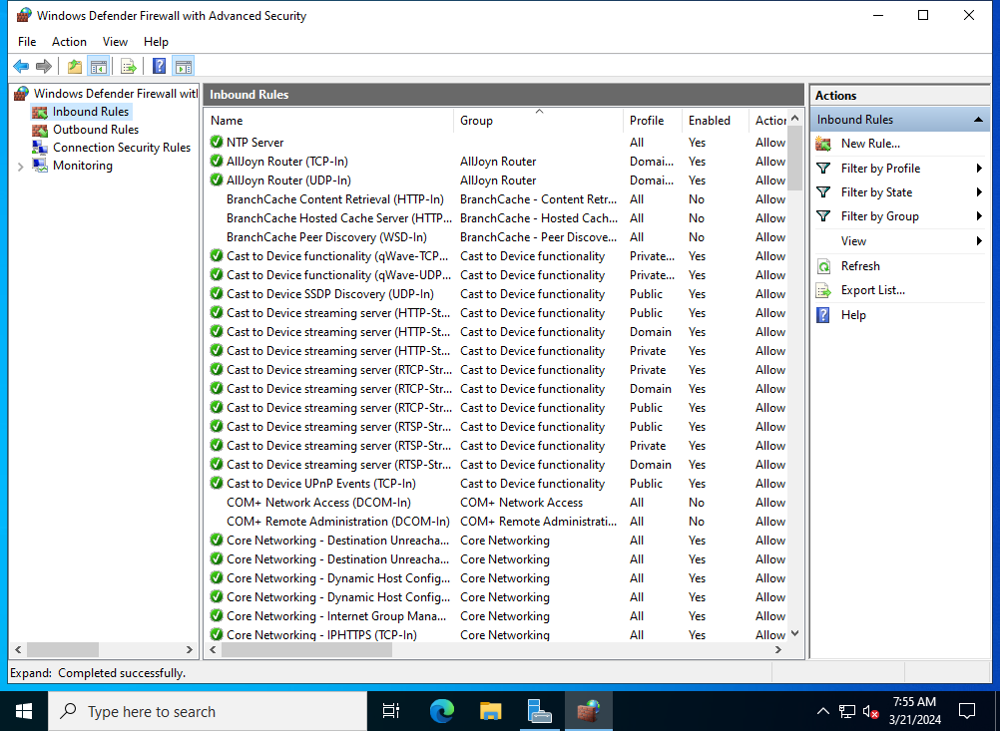 Windows Defender Firewall with Advanced Security
File Action View Help
Windows Defender Firewall wit
Inbound Rules
Outbound Rules
Connection Security Rules
Monitoring
Inbound Rules
Name Group Profile Enabled Action
NTP Server All Yes Allow
AllJoyn Router (TCP-In) AllJoyn Router Domai... Yes Allow
AllJoyn Router (UDP-In) AllJoyn Router Domai... Yes Allow
BranchCache Content Retrieval (HTTP-In) BranchCache - Content Retr... All No Allow
BranchCache Hosted Cache Server (HTTP... BranchCache - Hosted Cach... All No Allow
BranchCache Peer Discovery (WSD-In) BranchCache - Peer Discove... All No Allow
Cast to Device functionality (qWave-TCP... Cast to Device functionality Private... Yes Allow
Cast to Device functionality (qWave-UDP... Cast to Device functionality Private... Yes Allow
Cast to Device SSDP Discovery (UDP-In) Cast to Device functionality Public Yes Allow
Cast to Device streaming server (HTTP-St... Cast to Device functionality Public Yes Allow
Cast to Device streaming server (HTTP-St... Cast to Device functionality Domain Yes Allow
Cast to Device streaming server (HTTP-St... Cast to Device functionality Private Yes Allow
Cast to Device streaming server (RTCP-Str... Cast to Device functionality Private Yes Allow
Cast to Device streaming server (RTCP-Str... Cast to Device functionality Domain Yes Allow
Cast to Device streaming server (RTCP-Str... Cast to Device functionality Public Yes Allow
Cast to Device streaming server (RTSP-Str... Cast to Device functionality Public Yes Allow
Cast to Device streaming server (RTSP-Str... Cast to Device functionality Private Yes Allow
Cast to Device streaming server (RTSP-Str... Cast to Device functionality Domain Yes Allow
Cast to Device UPnP Events (TCP-In) Cast to Device functionality Public Yes Allow
COM+ Network Access (DCOM-In) COM+ Network Access All No Allow
COM+ Remote Administration (DCOM-In) COM+ Remote Administrati... All No Allow
Core Networking - Destination Unreacha... Core Networking All Yes Allow
Core Networking - Destination Unreacha... Core Networking All Yes Allow
Core Networking - Dynamic Host Config... Core Networking All Yes Allow
Core Networking - Dynamic Host Config... Core Networking All Yes Allow
Core Networking - Internet Group Mana... Core Networking All Yes Allow
Core Networking - IPHTTPS (TCP-In) Core Networking All Yes Allow
Actions
Inbound Rules
New Rule...
Filter by Profile
Filter by State
Filter by Group
View
Refresh
Export List...
Help
Expand: Completed successfully.
Type here to search
7:55 AM
3/21/2024